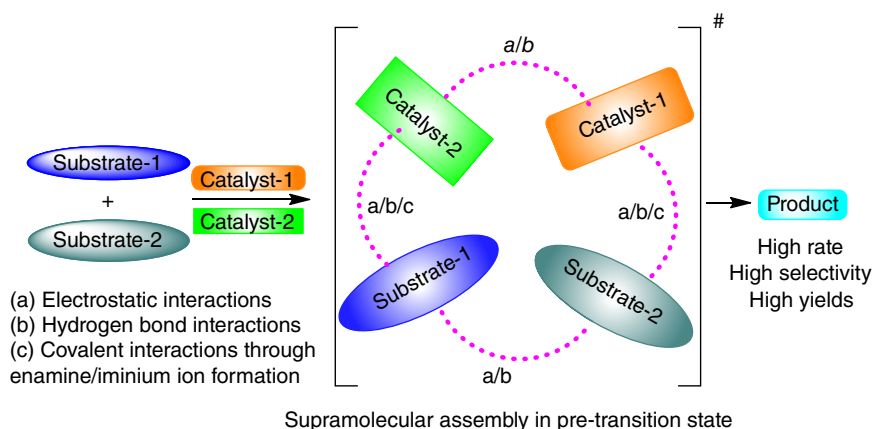 #
a/b
Catalyst-2
Catalyst-1
Substrate-1
Catalyst-1
+
Catalyst-2
Substrate-2
a/b/c
a/b/c
Product
Substrate-1
Substrate-2
High rate
High selectivity
High yields
(a) Electrostatic interactions
(b) Hydrogen bond interactions
(c) Covalent interactions through
enamine/iminium ion formation
a/b
Supramolecular assembly in pre-transition state